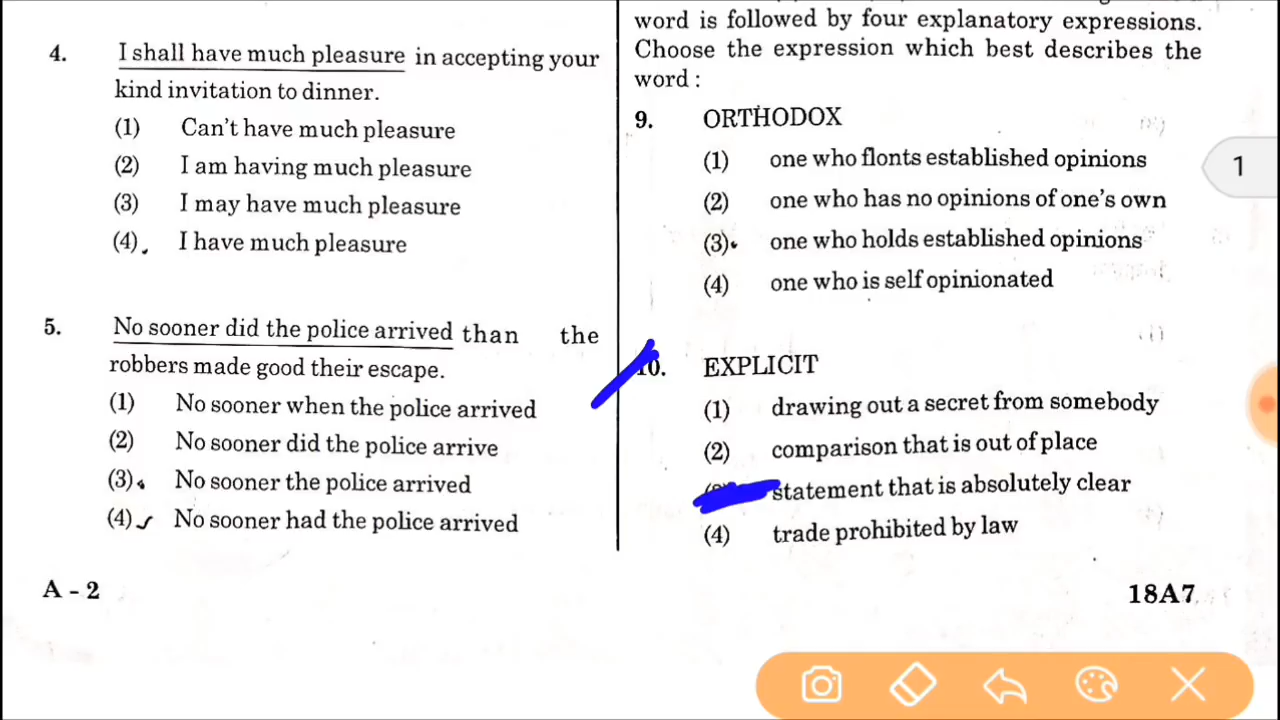 4. I shall have much pleasure in accepting your
kind invitation to dinner.
(1) Can't have much pleasure
(2) I am having much pleasure
(3) I may have much pleasure
(4) I have much pleasure
5. No sooner did the police arrived than the
robbers made good their escape.
(1) No sooner when the police arrived
(2) No sooner did the police arrive
(3) No sooner the police arrived
(4) No sooner had the police arrived
A - 2
word is followed by four explanatory expressions.
Choose the expression which best describes the
word :
9. ORTHODOX
(1) one who flonts established opinions
(2) one who has no opinions of one's own
(3) one who holds established opinions
(4) one who is self opinionated
10. EXPLICIT
(1) drawing out a secret from somebody
(2) comparison that is out of place
statement that is absolutely clear
(4) trade prohibited by law
18A7
1